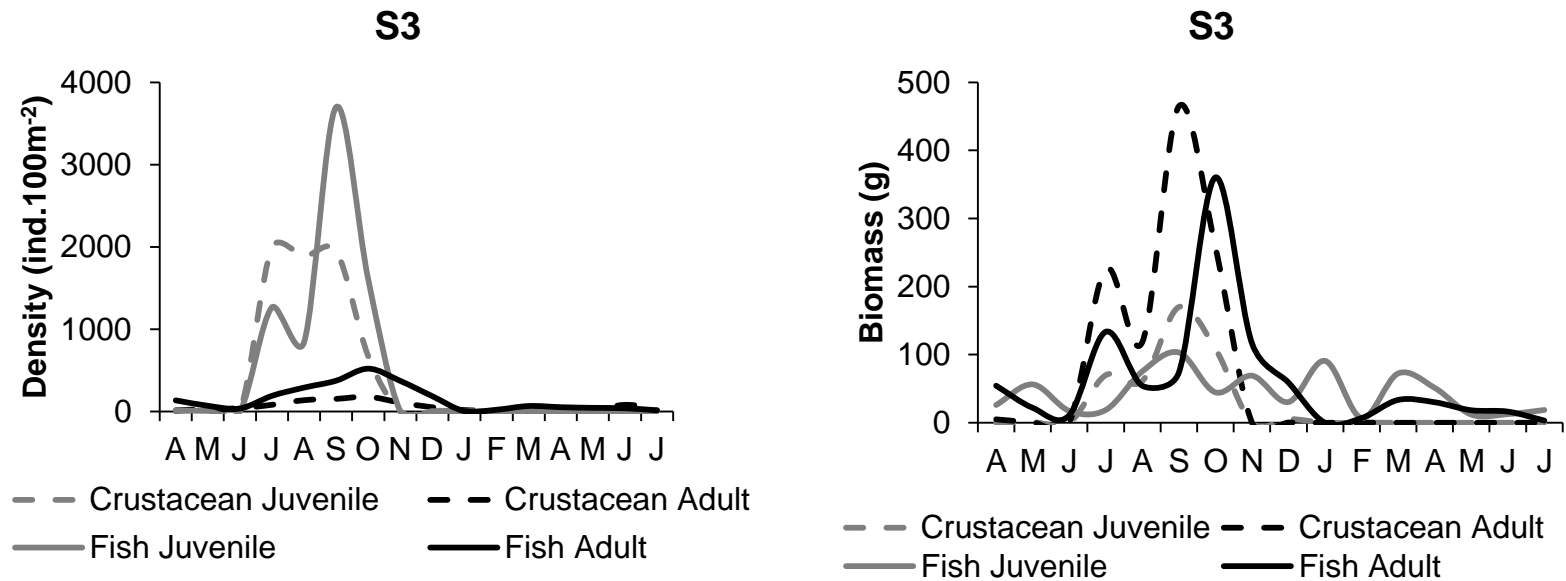 S3
4000
3000
2000
1000
0
Density (ind.100m-2)
A M J J A S O N D J F M A M J J
Crustacean Juvenile Crustacean Adult
Fish Juvenile Fish Adult
S3
500
400
300
200
100
0
Biomass (g)
A M J J A S O N D J F M A M J J
Crustacean Juvenile Crustacean Adult
Fish Juvenile Fish Adult